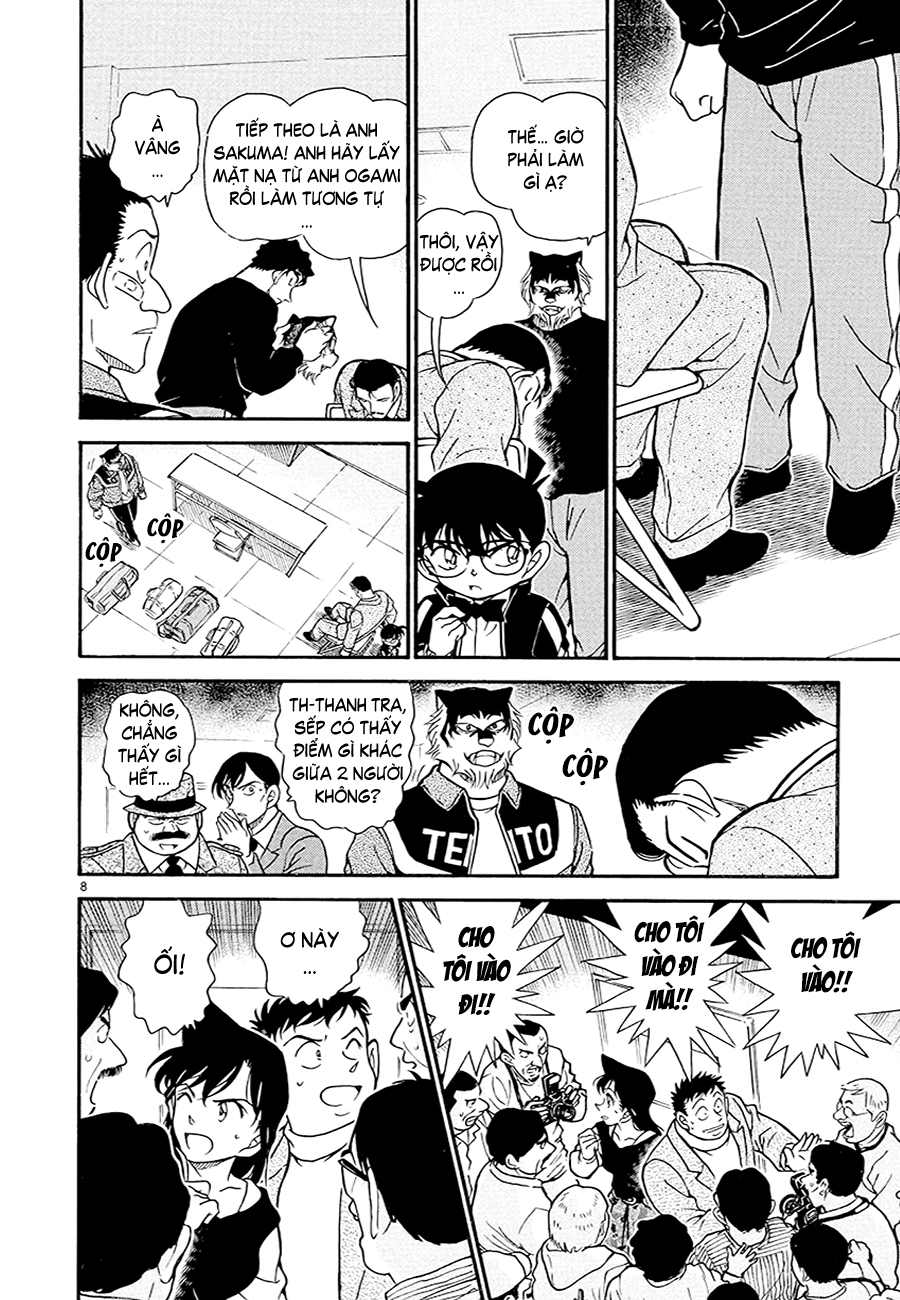 THẾ... GIỜ
PHẢI LÀM
GÌ Ạ?
THÔI, VẬY
ĐƯỢC RỒI
...
TIẾP THEO LÀ ANH
SAKUMA! ANH HÃY LẤY
MẶT NẠ TỪ ANH OGAMI
RỒI LÀM TƯƠNG TỰ
...
À
VÂNG
...
CỘP
CỘP
CỘP
CỘP
TH-THANH TRA,
SẾP CÓ THẤY
ĐIỂM GÌ KHÁC
GIỮA 2 NGƯỜI
KHÔNG?
KHÔNG,
CHẲNG
THẤY GÌ
HẾT...
TE
ITO
8
CHO TÔI
VÀO!!
CHO TÔI
VÀO ĐI
MÀ!!
CHO
TÔI VÀO
ĐI!!
Ơ NÀY
...
ỐI!